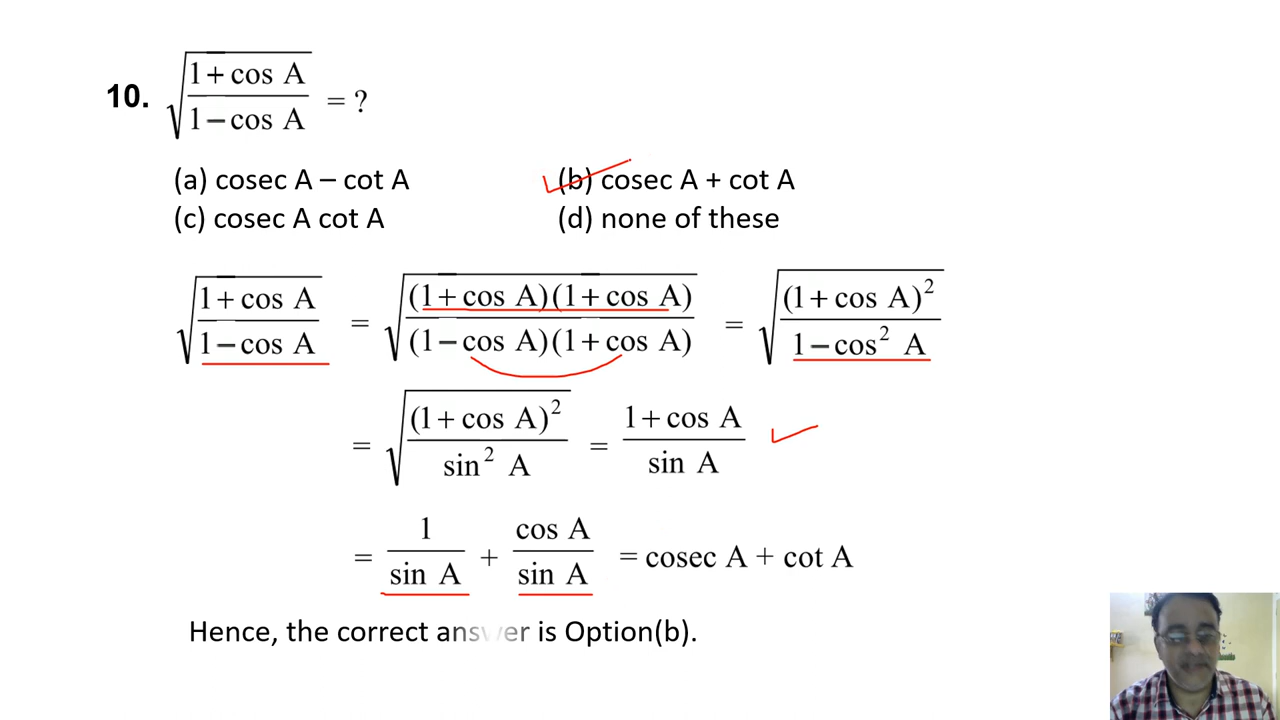 10. √((1+cos A)/(1−cos A)) = ?
(a) cosec A – cot A (b) cosec A + cot A
(c) cosec A cot A (d) none of these
√((1+cos A)/(1−cos A)) = √((1+cos A)(1+cos A)/(1−cos A)(1+cos A)) = √((1+cos A)²/(1−cos² A))
= √((1+cos A)²/sin² A) = (1+cos A)/(sin A)
= 1/(sin A) + (cos A)/(sin A) = cosec A + cot A
Hence, the correct answer is Option(b).